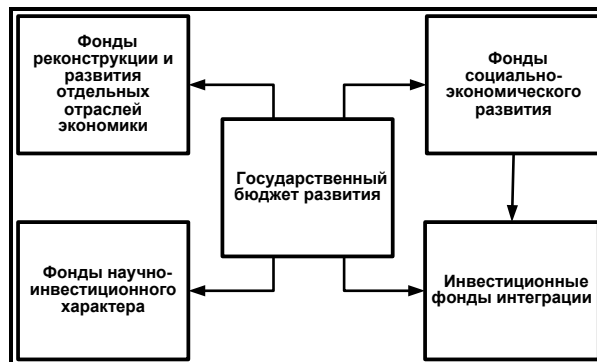 Фонды
реконструкции и
развития
отдельных
отраслей
экономики
Фонды
социально-
экономического
развития
Государственный
бюджет развития
Фонды научно-
инвестиционного
характера
Инвестиционные
фонды интеграции